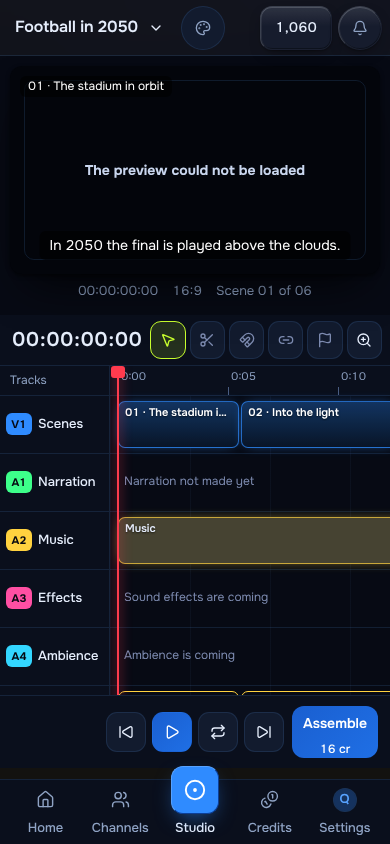 Football in 2050
1,060
01 · The stadium in orbit
The preview could not be loaded
In 2050 the final is played above the clouds.
00:00:00:00 16:9 Scene 01 of 06
00:00:00:00
Tracks 0:00 0:05 0:10
V1 Scenes 01 · The stadium i... 02 · Into the light
A1 Narration Narration not made yet
A2 Music Music
A3 Effects Sound effects are coming
A4 Ambience Ambience is coming
Assemble
16 cr
Home Channels Studio Credits Settings
Q